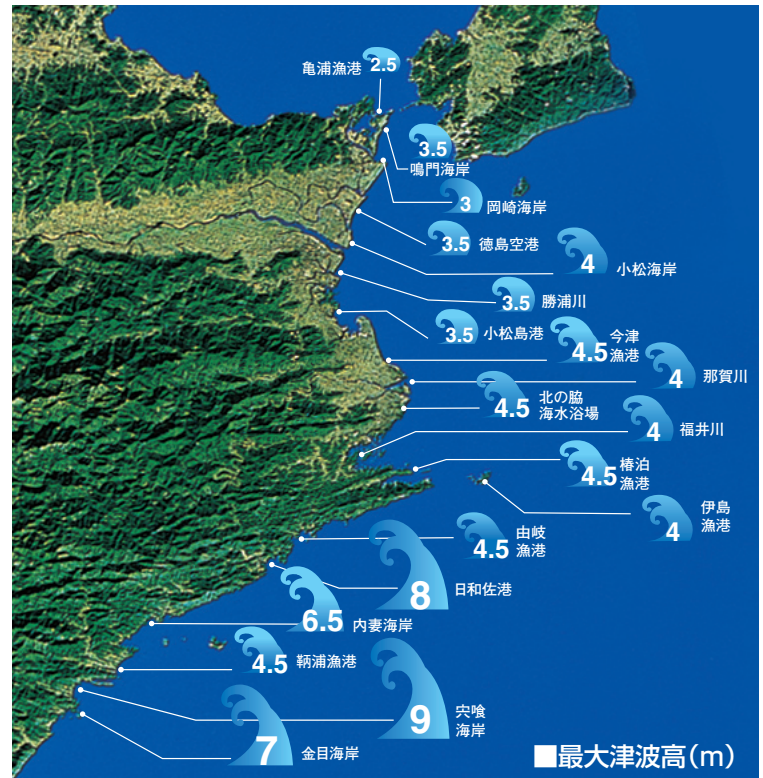 2.5
亀浦漁港
3.5
鳴門海岸
3
岡崎海岸
3.5
徳島空港
4
小松海岸
3.5
勝浦川
3.5
小松島港
4.5
今津
漁港
4
那賀川
4.5
北の脇
海水浴場
4
福井川
4.5
椿泊
漁港
4
伊島
漁港
4.5
由岐
漁港
8
日和佐港
6.5
内妻海岸
4.5
鞆浦漁港
9
宍喰
海岸
7
金目海岸
■最大津波高(m)